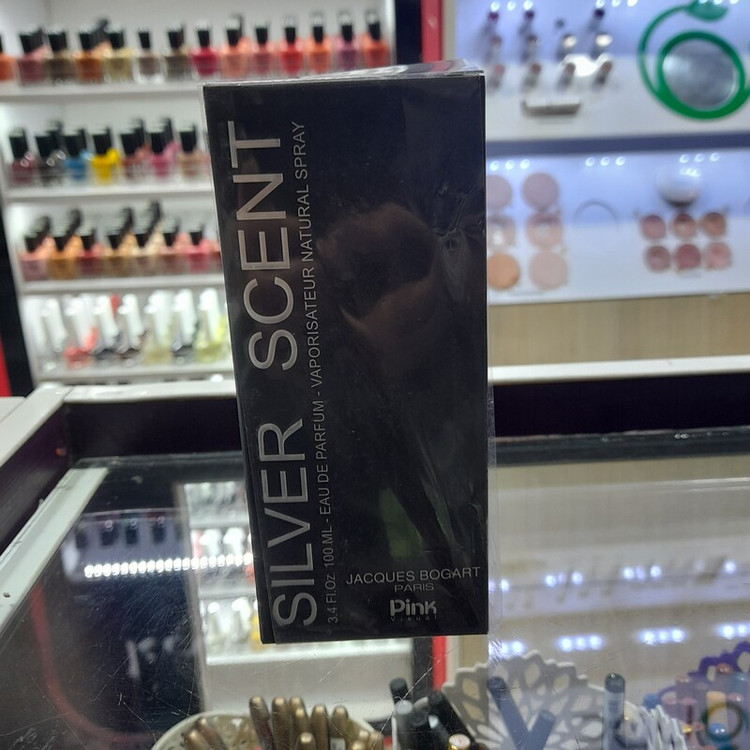 SILVER SCENT
3.4 Fl.Oz 100 ML - EAU DE PARFUM - VAPORISATEUR NATURAL SPRAY
JACQUES BOGART
PARIS
Pink